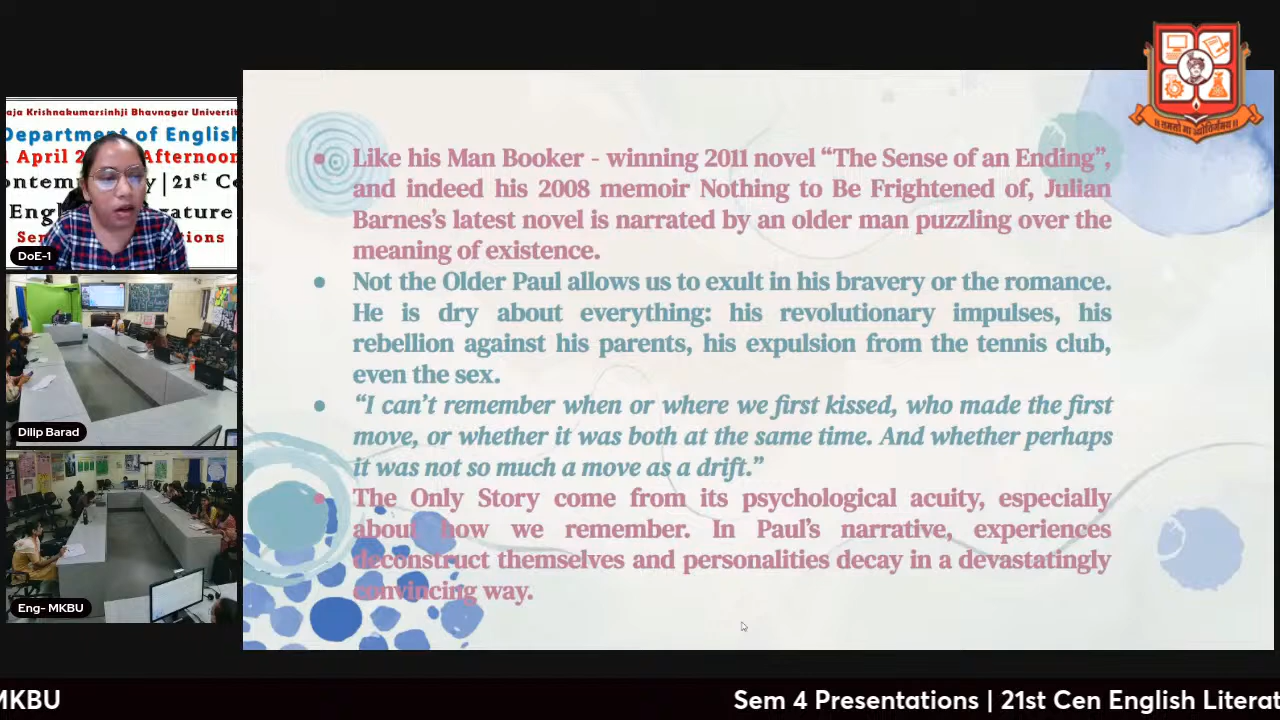 aja Krishnakumarsinhji Bhavnagar Universit
Department of English
April 2 Afternoon
ontem y | 21st Ce
Eng erature
Se tions
DoE-1
Dilip Barad
Eng- MKBU
• Like his Man Booker - winning 2011 novel “The Sense of an Ending”,
and indeed his 2008 memoir Nothing to Be Frightened of, Julian
Barnes’s latest novel is narrated by an older man puzzling over the
meaning of existence.
• Not the Older Paul allows us to exult in his bravery or the romance.
He is dry about everything: his revolutionary impulses, his
rebellion against his parents, his expulsion from the tennis club,
even the sex.
• “I can’t remember when or where we first kissed, who made the first
move, or whether it was both at the same time. And whether perhaps
it was not so much a move as a drift.”
• The Only Story come from its psychological acuity, especially
about how we remember. In Paul’s narrative, experiences
deconstruct themselves and personalities decay in a devastatingly
convincing way.
MKBU
Sem 4 Presentations | 21st Cen English Literat